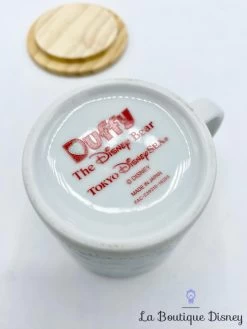 Duffy
The Disney Bear
Tokyo DisneySea
© DISNEY
MADE IN JAPAN
La Boutique Disney